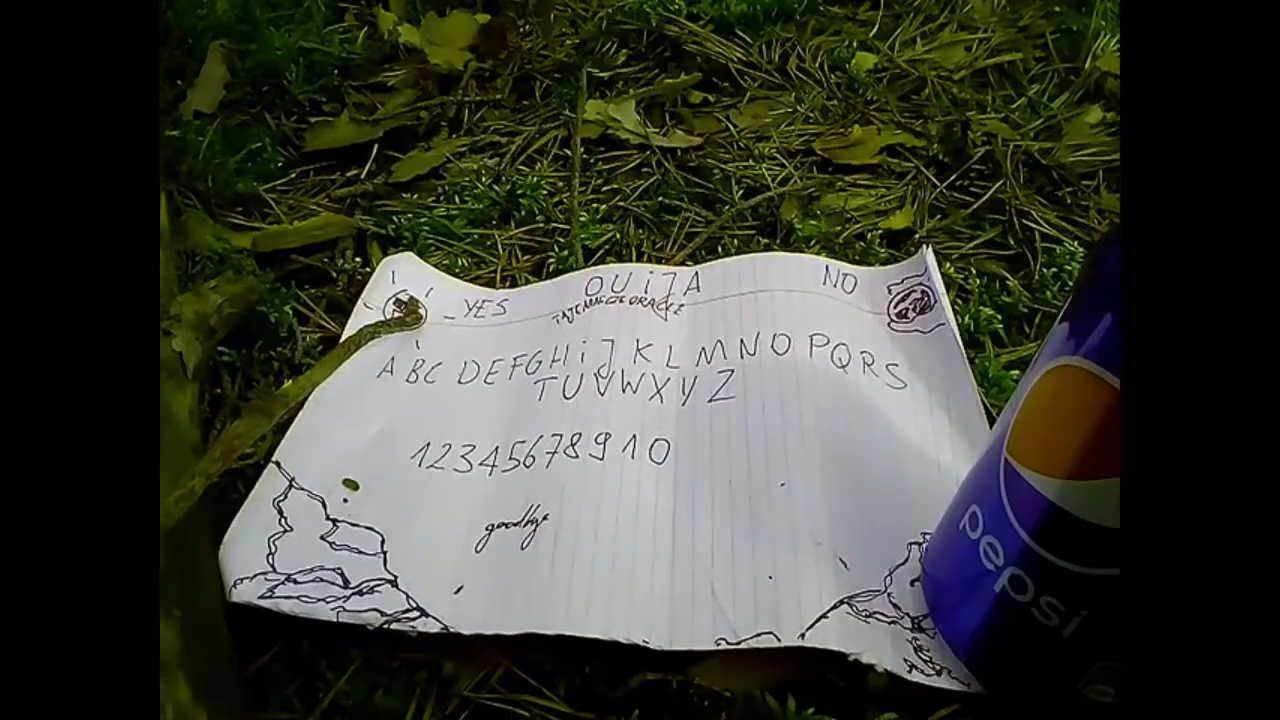 OUiJA
YES
NO
ABCDEFGHiJKLMNOPQRS
TUVWXYZ
12345678910
goodbye
pepsi